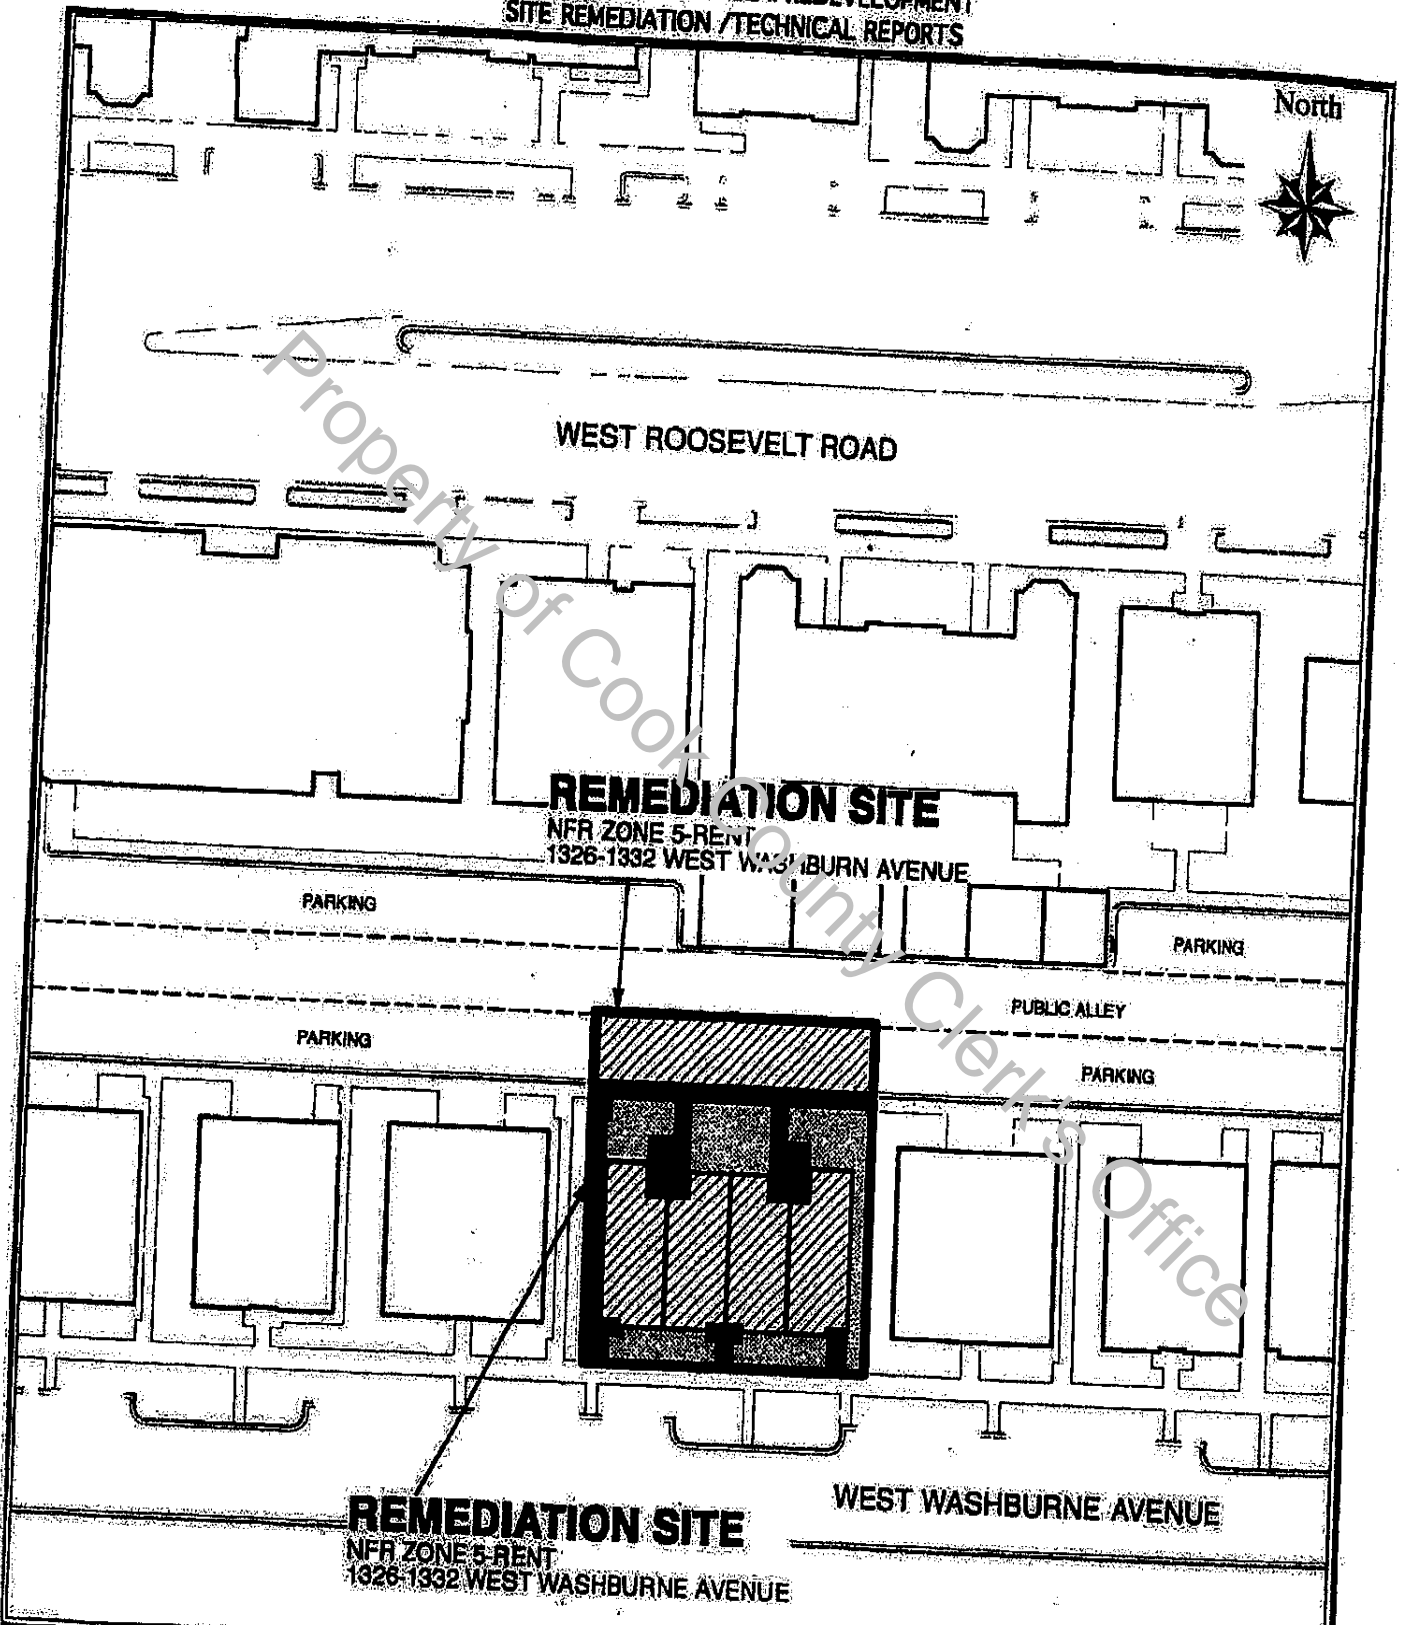 REDEVELOPMENT
SITE REMEDIATION / TECHNICAL REPORTS
North
WEST ROOSEVELT ROAD
REMEDIATION SITE
NFR ZONE 5-RENT
1326-1332 WEST WASHBURN AVENUE
PARKING
PARKING
PUBLIC ALLEY
PARKING
PARKING
WEST WASHBURNE AVENUE
REMEDIATION SITE
NFR ZONE 5-RENT
1326-1332 WEST WASHBURNE AVENUE
Property of Cook County Clerk's Office